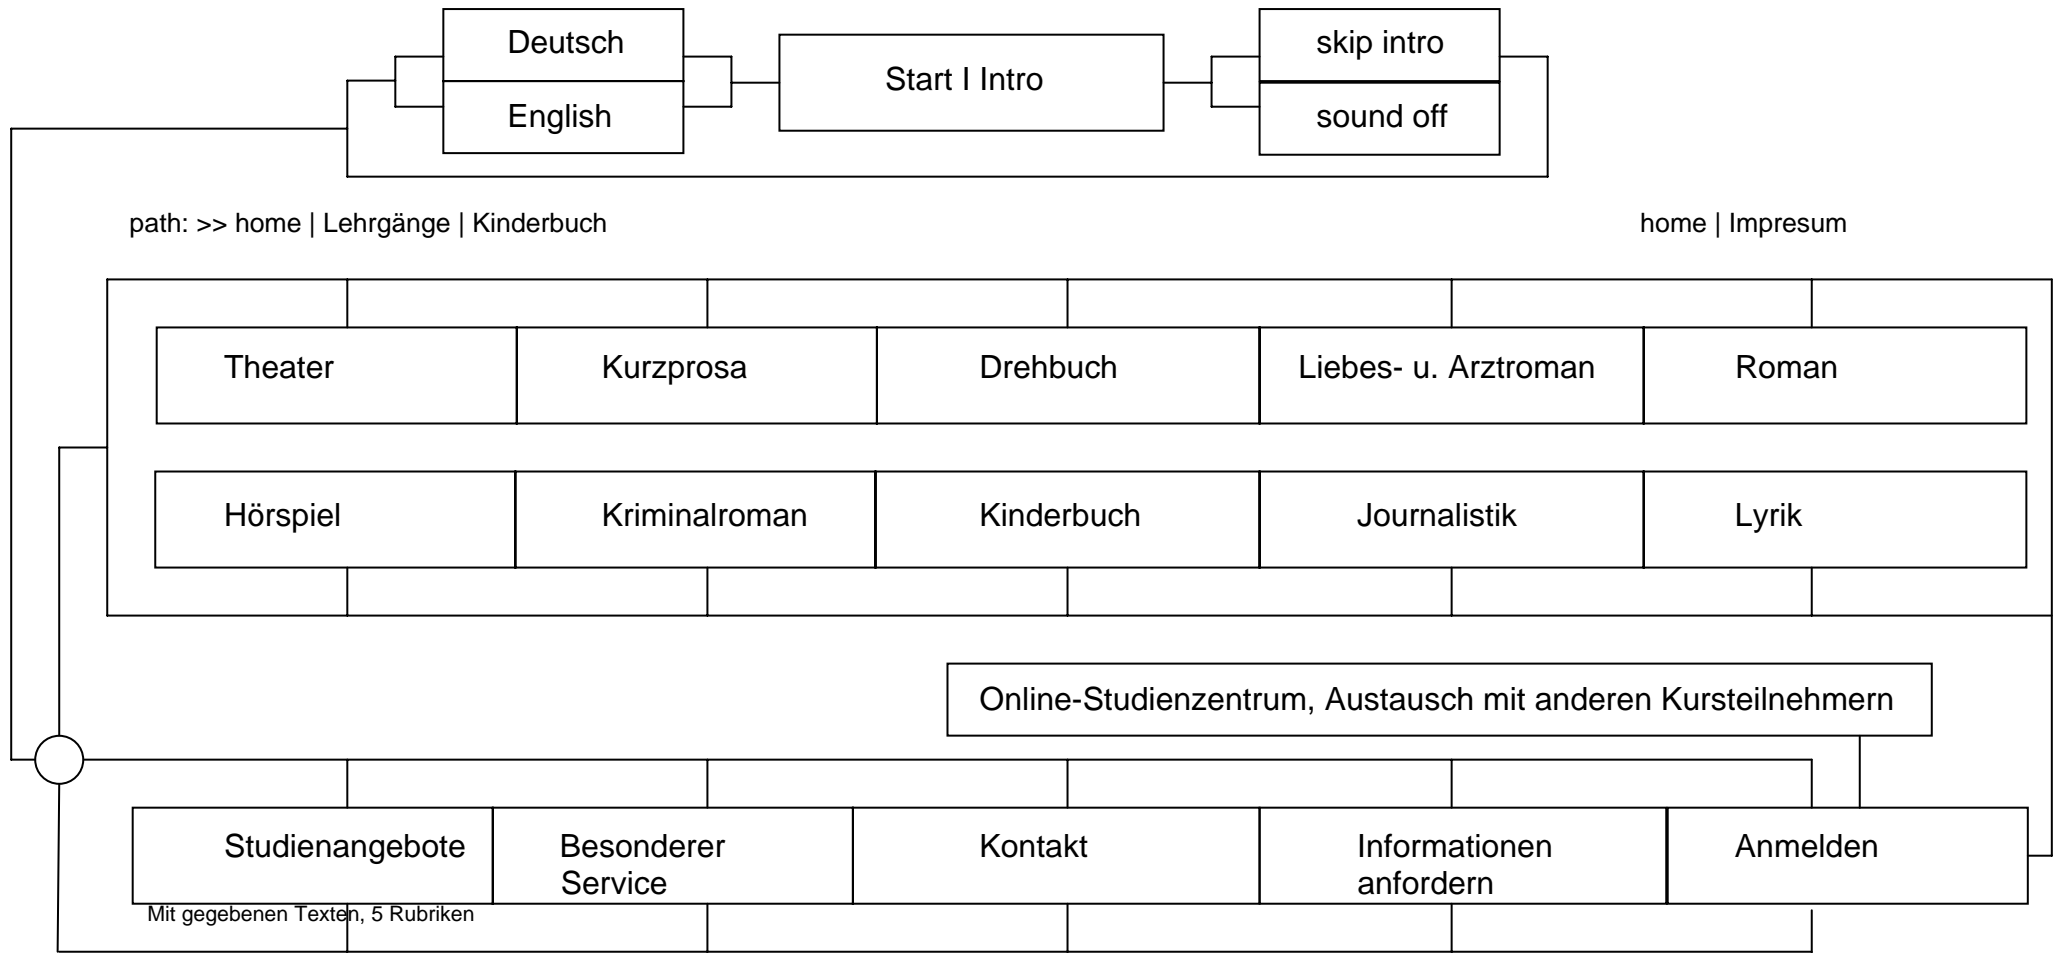 Deutsch
English
Start I Intro
skip intro
sound off
path: >> home | Lehrgänge | Kinderbuch
home | Impresum
Theater
Kurzprosa
Drehbuch
Liebes- u. Arztroman
Roman
Hörspiel
Kriminalroman
Kinderbuch
Journalistik
Lyrik
Online-Studienzentrum, Austausch mit anderen Kursteilnehmern
Studienangebote
Besonderer
Service
Kontakt
Informationen
anfordern
Anmelden
Mit gegebenen Texten, 5 Rubriken